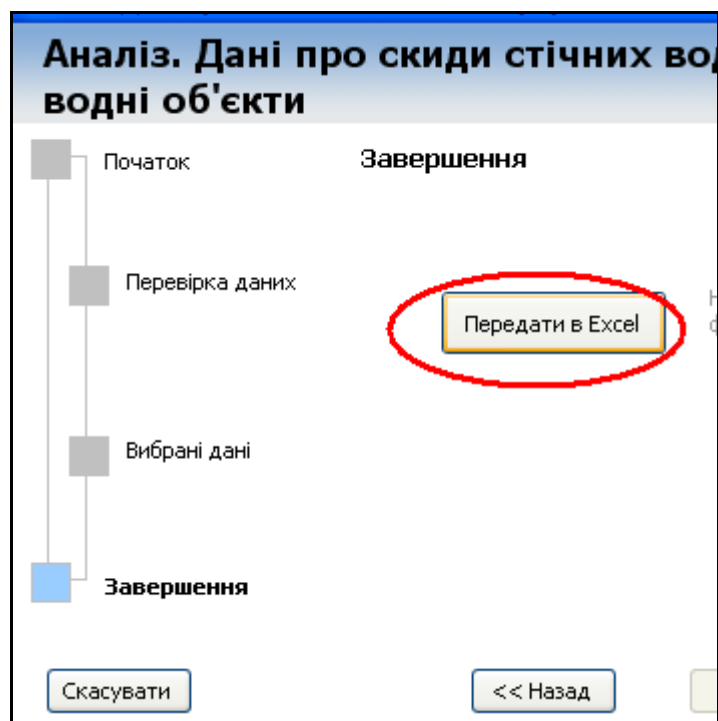 Аналіз. Дані про скиди стічних
водні об'єкти
Початок
Завершення
Перевірка даних
Передати в Excel
Вибрані дані
Завершення
Скасувати
<< Назад